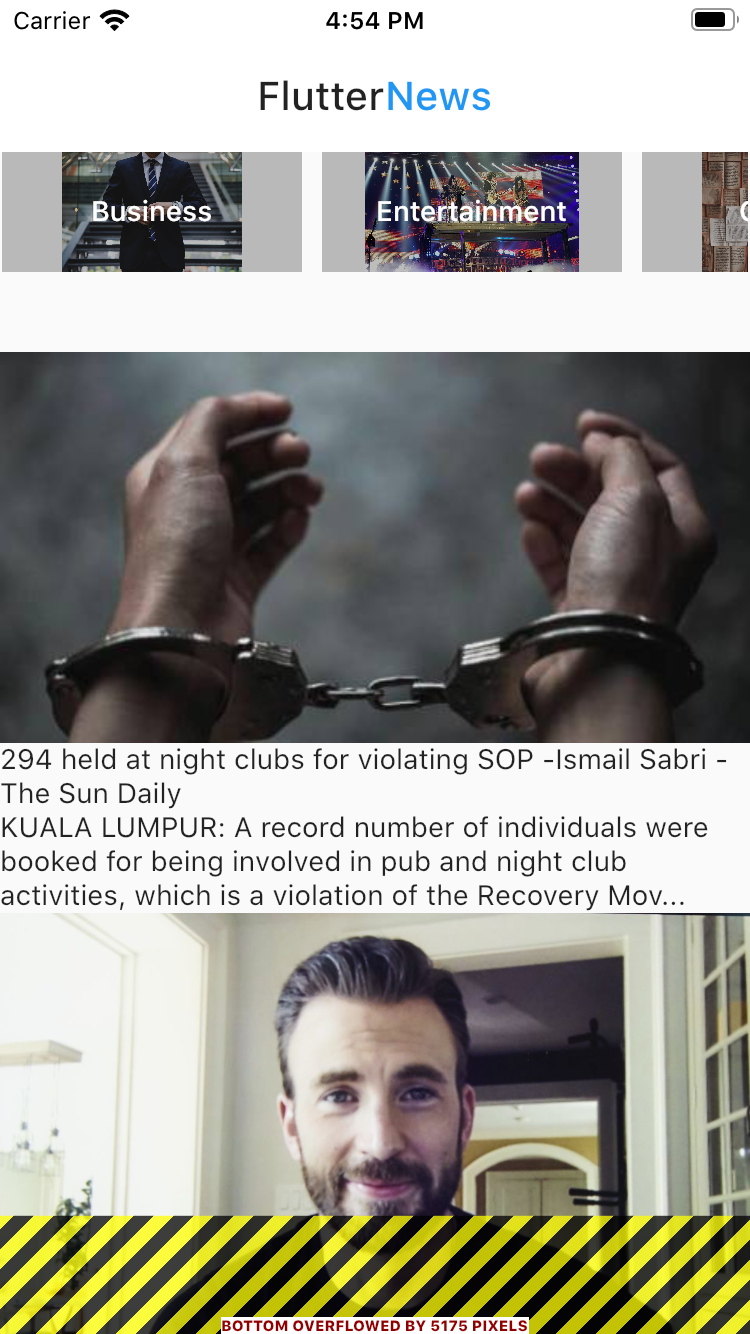 Carrier 4:54 PM
FlutterNews
Business Entertainment
294 held at night clubs for violating SOP -Ismail Sabri -
The Sun Daily
KUALA LUMPUR: A record number of individuals were
booked for being involved in pub and night club
activities, which is a violation of the Recovery Mov...
BOTTOM OVERFLOWED BY 5175 PIXELS